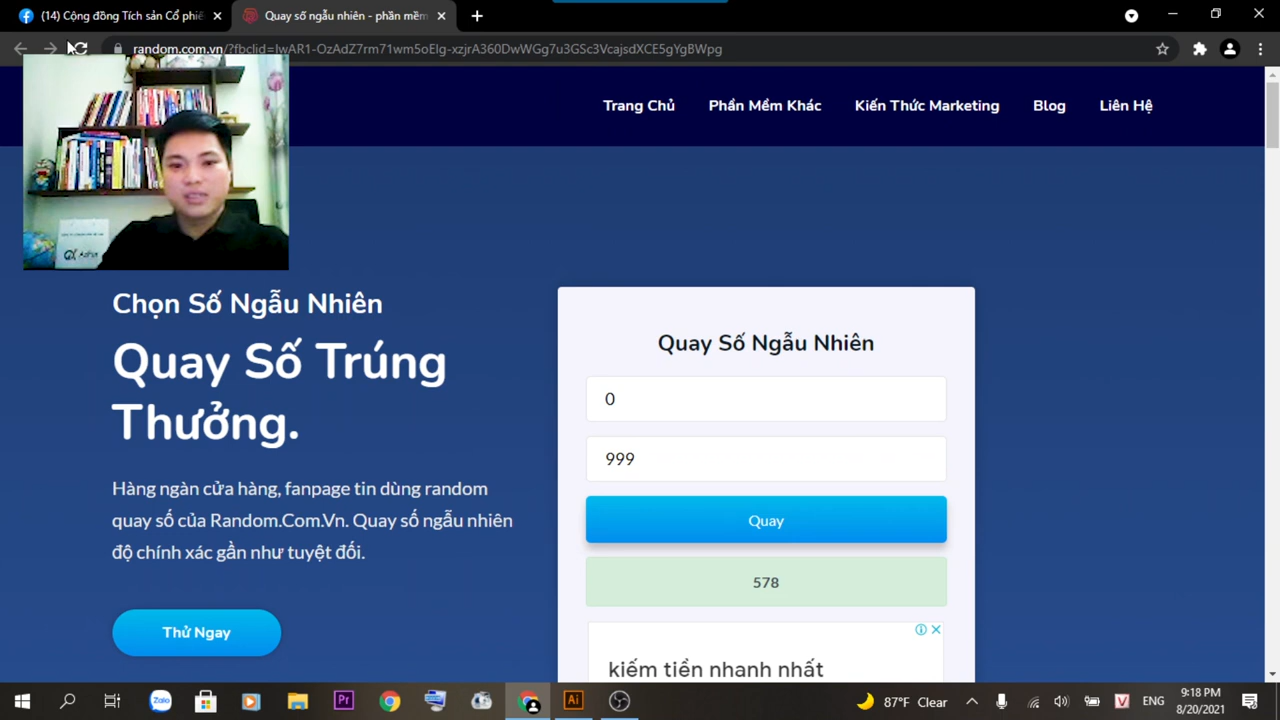 (14) Cộng đồng Tích sản Cổ phiế
Quay số ngẫu nhiên - phần mềm
random.com.vn/?fbclid=IwAR1-OzAdZ7rm71wm5oEIg-xzjrA360DwWGg7u3GSc3VcajsdXCE5gYgBWpg
Trang Chủ
Phần Mềm Khác
Kiến Thức Marketing
Blog
Liên Hệ
Chọn Số Ngẫu Nhiên
Quay Số Trúng
Thưởng.
Hàng ngàn cửa hàng, fanpage tin dùng random
quay số của Random.Com.Vn. Quay số ngẫu nhiên
độ chính xác gần như tuyệt đối.
Thử Ngay
Quay Số Ngẫu Nhiên
0
999
Quay
578
kiếm tiền nhanh nhất
Zalo
Pr
Ai
87°F Clear
V
ENG
9:18 PM
8/20/2021